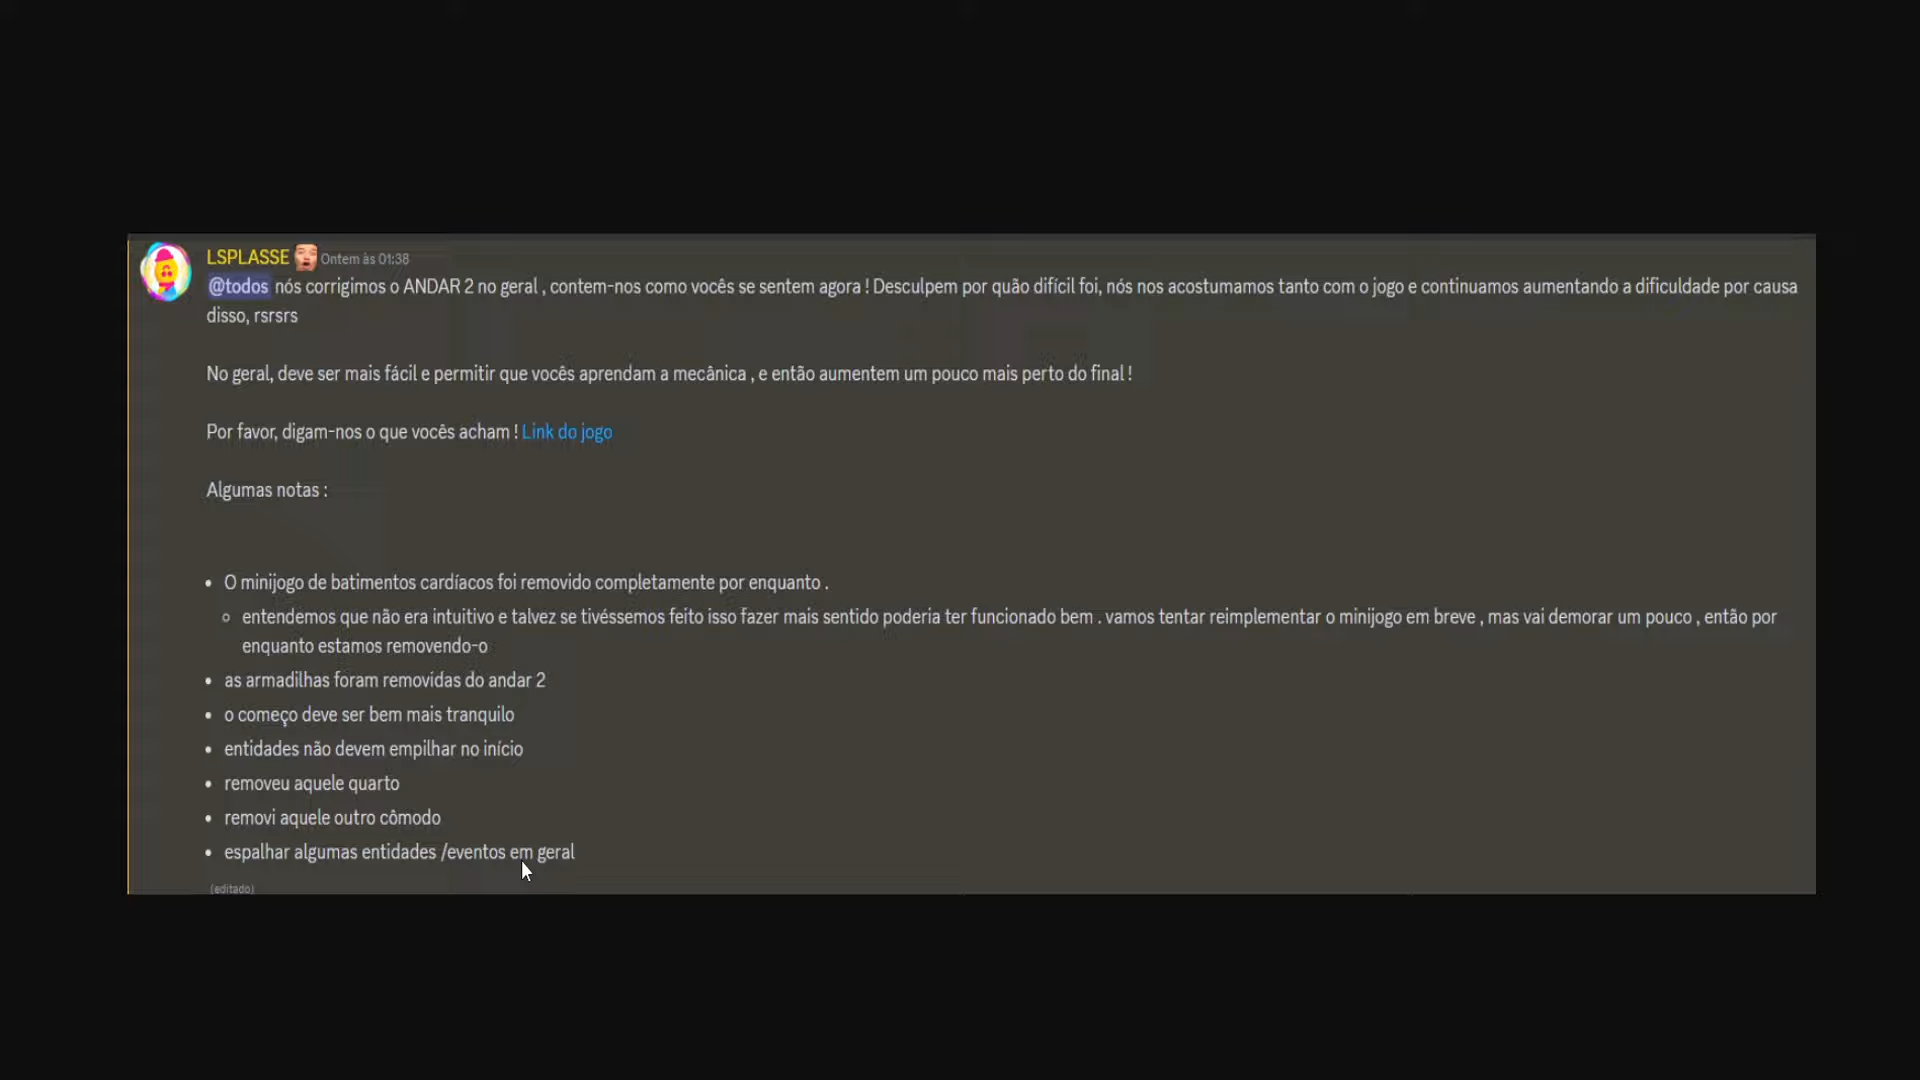 LSPLASSE Ontem às 01:38
@todos nós corrigimos o ANDAR 2 no geral , contem-nos como vocês se sentem agora ! Desculpem por quão difícil foi, nós nos acostumamos tanto com o jogo e continuamos aumentando a dificuldade por causa
disso, rsrsrs
No geral, deve ser mais fácil e permitir que vocês aprendam a mecânica , e então aumentem um pouco mais perto do final !
Por favor, digam-nos o que vocês acham ! Link do jogo
Algumas notas :
• O minijogo de batimentos cardíacos foi removido completamente por enquanto .
◦ entendemos que não era intuitivo e talvez se tivéssemos feito isso fazer mais sentido poderia ter funcionado bem . vamos tentar reimplementar o minijogo em breve , mas vai demorar um pouco , então por
enquanto estamos removendo-o
• as armadilhas foram removidas do andar 2
• o começo deve ser bem mais tranquilo
• entidades não devem empilhar no início
• removeu aquele quarto
• removi aquele outro cômodo
• espalhar algumas entidades /eventos em geral
(editado)